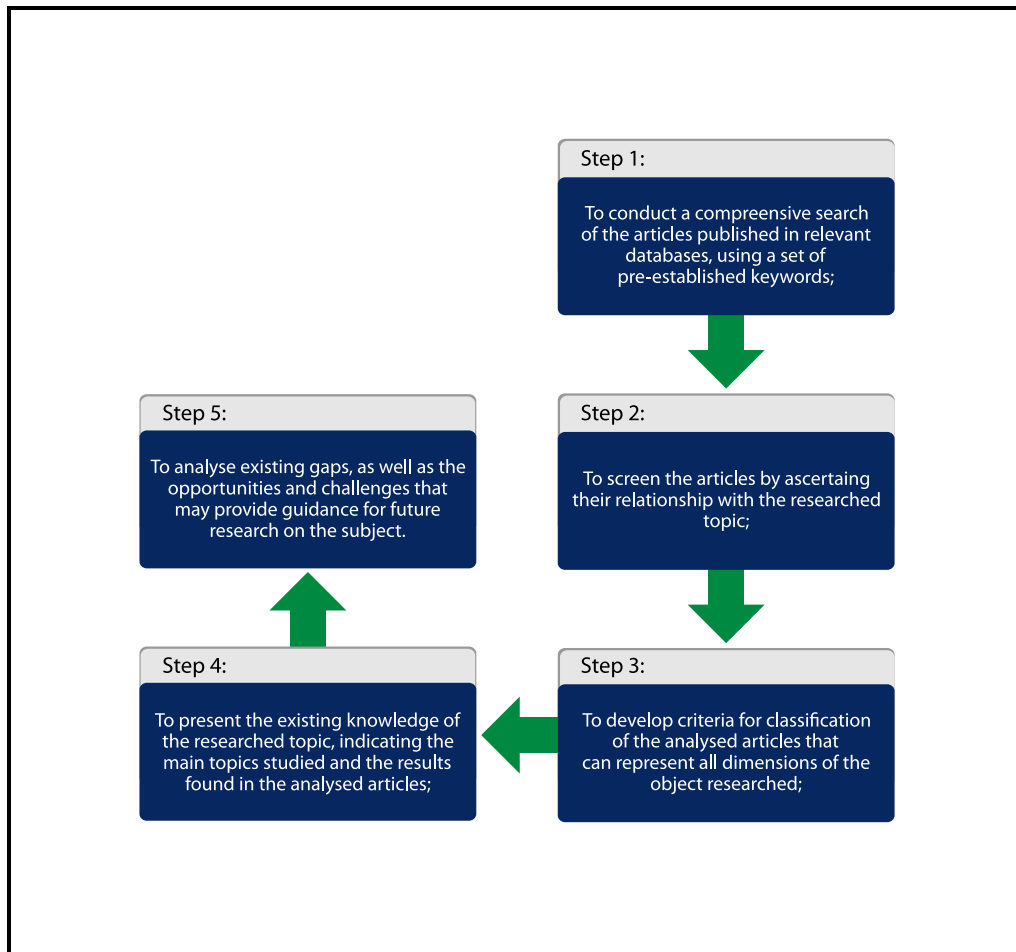 Step 1:
To conduct a compreensive search
of the articles published in relevant
databases, using a set of
pre-established keywords;
Step 2:
To screen the articles by ascertaing
their relationship with the researched
topic;
Step 3:
To develop criteria for classification
of the analysed articles that
can represent all dimensions of the
object researched;
Step 4:
To present the existing knowledge of
the researched topic, indicating the
main topics studied and the results
found in the analysed articles;
Step 5:
To analyse existing gaps, as well as the
opportunities and challenges that
may provide guidance for future
research on the subject.